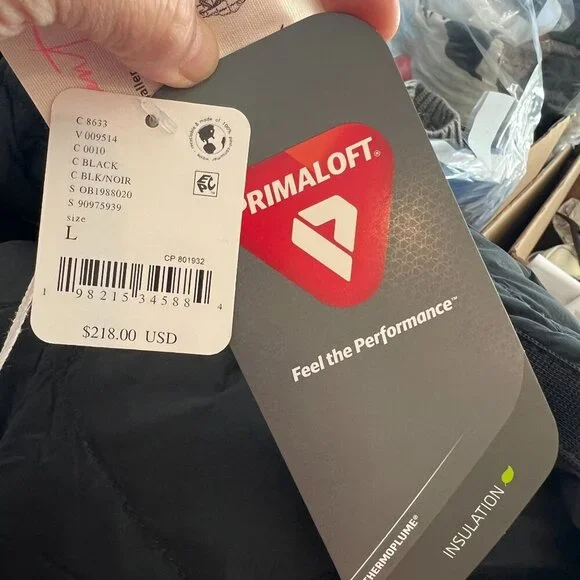 C 8633
V 009514
C 0010
C BLACK
C BLK/NOIR
S OB1988020
S 90975939
size
L
CP 801932
1 98215 34588 4
$218.00 USD
PRIMALOFT®
Feel the Performance™
THERMOPLUME®
INSULATION